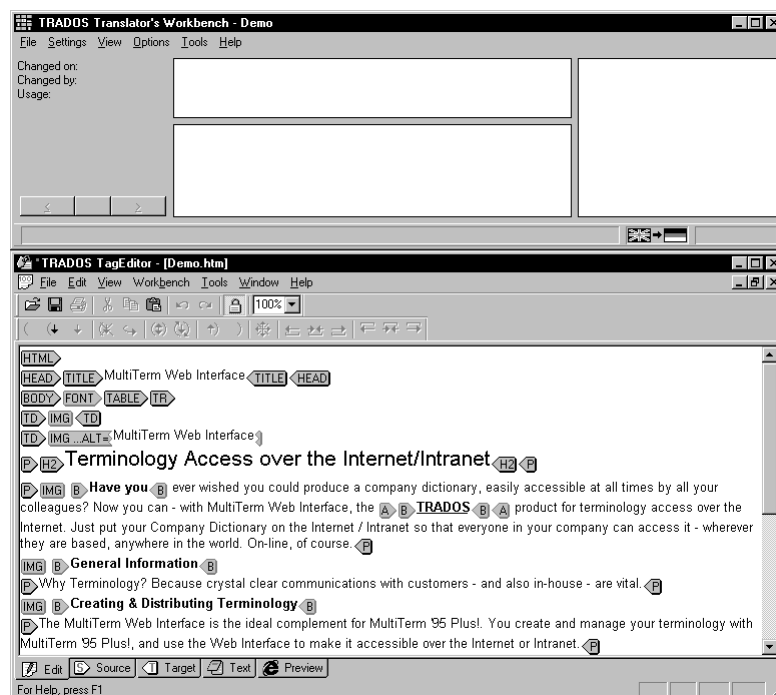 TRADOS Translator's Workbench - Demo
File Settings View Options Tools Help
Changed on:
Changed by:
Usage:
TRADOS TagEditor - [Demo.htm]
File Edit View Workbench Tools Window Help
100%
HTML
HEAD TITLE MultiTerm Web Interface TITLE HEAD
BODY FONT TABLE TR
TD IMG TD
TD IMG ...ALT= MultiTerm Web Interface
P H2 Terminology Access over the Internet/Intranet H2 P
P IMG B Have you B ever wished you could produce a company dictionary, easily accessible at all times by all your
colleagues? Now you can - with MultiTerm Web Interface, the A B TRADOS B A product for terminology access over the
Internet. Just put your Company Dictionary on the Internet / Intranet so that everyone in your company can access it - wherever
they are based, anywhere in the world. On-line, of course. P
IMG B General Information B
P Why Terminology? Because crystal clear communications with customers - and also in-house - are vital. P
IMG B Creating & Distributing Terminology B
P The MultiTerm Web Interface is the ideal complement for MultiTerm '95 Plus!. You create and manage your terminology with
MultiTerm '95 Plus!, and use the Web Interface to make it accessible over the Internet or Intranet. P
Edit S Source T Target Text Preview
For Help, press F1